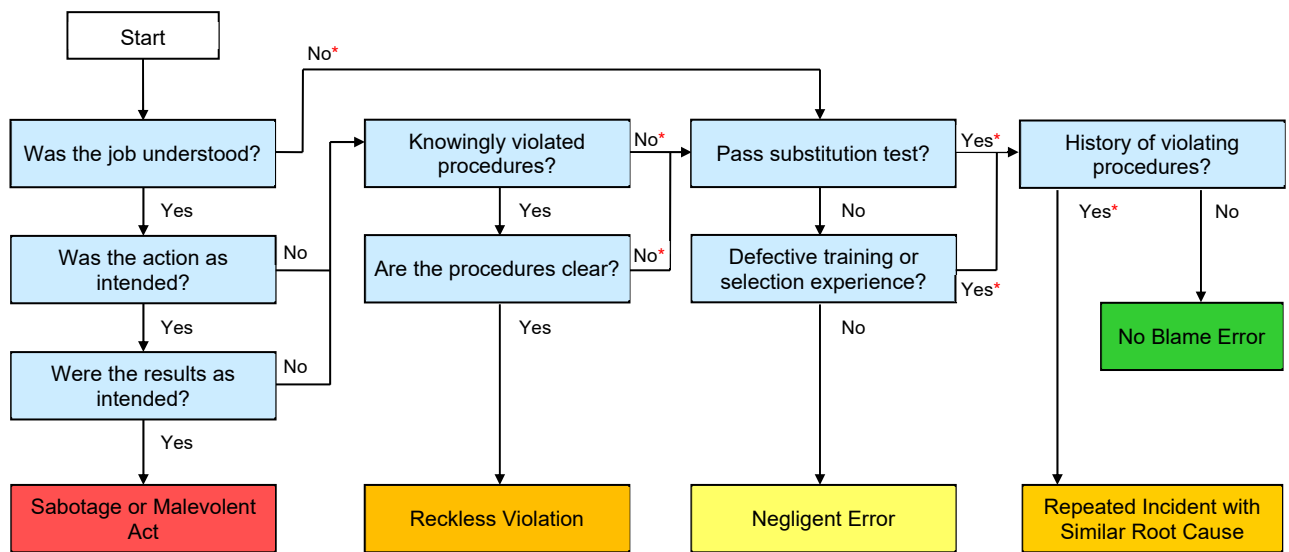 Start
No*
Was the job understood?
Knowingly violated
procedures?
No*
Pass substitution test?
Yes*
History of violating
procedures?
Yes
Yes
No
Yes*
No
Was the action as
intended?
No
Are the procedures clear?
No*
Defective training or
selection experience?
Yes*
Yes
Yes
No
No Blame Error
Were the results as
intended?
No
Yes
Sabotage or Malevolent
Act
Reckless Violation
Negligent Error
Repeated Incident with
Similar Root Cause